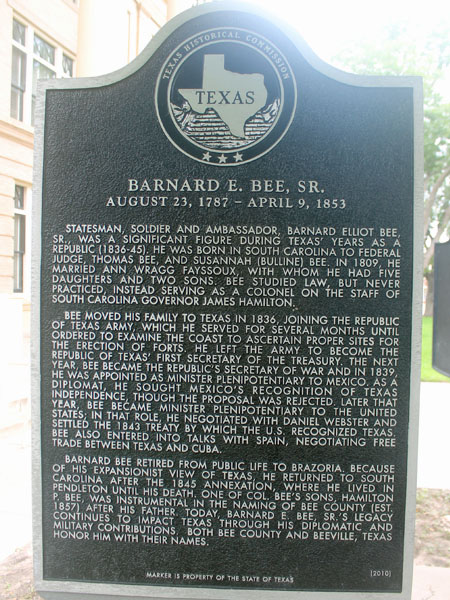 TEXAS HISTORICAL COMMISSION
TEXAS
BARNARD E. BEE, SR.
AUGUST 23, 1787 – APRIL 9, 1853
STATESMAN, SOLDIER AND AMBASSADOR, BARNARD ELLIOT BEE,
SR., WAS A SIGNIFICANT FIGURE DURING TEXAS' YEARS AS A
REPUBLIC (1836-45). HE WAS BORN IN SOUTH CAROLINA TO FEDERAL
JUDGE, THOMAS BEE, AND SUSANNAH (BULLINE) BEE. IN 1809, HE
MARRIED ANN WRAGG FAYSSOUX, WITH WHOM HE HAD FIVE
DAUGHTERS AND TWO SONS. BEE STUDIED LAW, BUT NEVER
PRACTICED, INSTEAD SERVING AS A COLONEL ON THE STAFF OF
SOUTH CAROLINA GOVERNOR JAMES HAMILTON.
BEE MOVED HIS FAMILY TO TEXAS IN 1836, JOINING THE REPUBLIC
OF TEXAS ARMY, WHICH HE SERVED FOR SEVERAL MONTHS UNTIL
ORDERED TO EXAMINE THE COAST TO ASCERTAIN PROPER SITES FOR
THE ERECTION OF FORTS. HE LEFT THE ARMY TO BECOME THE
REPUBLIC OF TEXAS' FIRST SECRETARY OF THE TREASURY. THE NEXT
YEAR, BEE BECAME THE REPUBLIC'S SECRETARY OF WAR AND IN 1839,
HE WAS APPOINTED AS MINISTER PLENIPOTENTIARY TO MEXICO. AS A
DIPLOMAT, HE SOUGHT MEXICO'S RECOGNITION OF TEXAS
INDEPENDENCE, THOUGH THE PROPOSAL WAS REJECTED. LATER THAT
YEAR, BEE BECAME MINISTER PLENIPOTENTIARY TO THE UNITED
STATES; IN THAT ROLE, HE NEGOTIATED WITH DANIEL WEBSTER AND
SETTLED THE 1843 TREATY BY WHICH THE U.S. RECOGNIZED TEXAS.
BEE ALSO ENTERED INTO TALKS WITH SPAIN, NEGOTIATING FREE
TRADE BETWEEN TEXAS AND CUBA.
BARNARD BEE RETIRED FROM PUBLIC LIFE TO BRAZORIA. BECAUSE
OF HIS EXPANSIONIST VIEW OF TEXAS, HE RETURNED TO SOUTH
CAROLINA AFTER THE 1845 ANNEXATION, WHERE HE LIVED IN
PENDLETON UNTIL HIS DEATH. ONE OF COL. BEE'S SONS, HAMILTON
P. BEE, WAS INSTRUMENTAL IN THE NAMING OF BEE COUNTY (EST.
1857) AFTER HIS FATHER. TODAY, BARNARD E. BEE, SR.'S LEGACY
CONTINUES TO IMPACT TEXAS THROUGH HIS DIPLOMATIC AND
MILITARY CONTRIBUTIONS. BOTH BEE COUNTY AND BEEVILLE, TEXAS
HONOR HIM WITH THEIR NAMES.
(2010)
MARKER IS PROPERTY OF THE STATE OF TEXAS